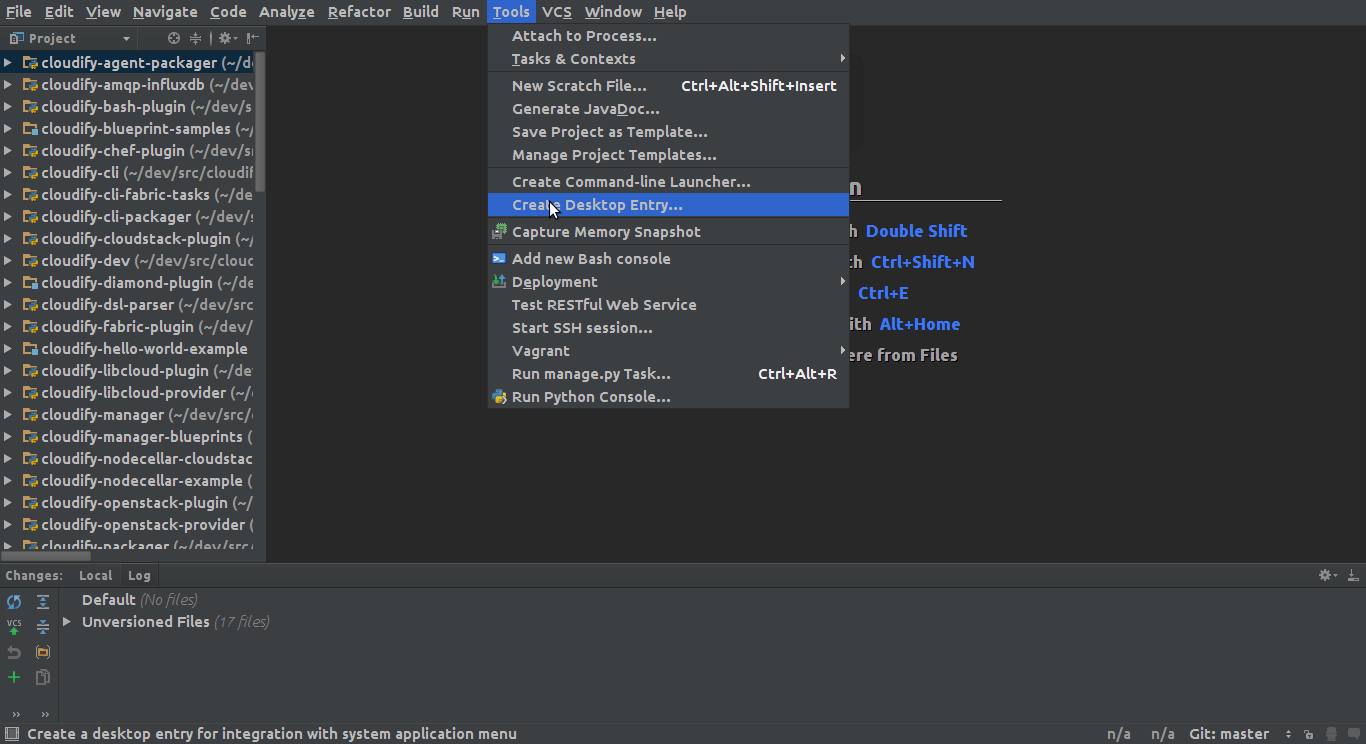 File Edit View Navigate Code Analyze Refactor Build Run Tools VCS Window Help
Project
cloudify-agent-packager (~/d
cloudify-amqp-influxdb (~/dev
cloudify-bash-plugin (~/dev/s
cloudify-blueprint-samples (~/
cloudify-chef-plugin (~/dev/s
cloudify-cli (~/dev/src/cloudif
cloudify-cli-fabric-tasks (~/de
cloudify-cli-packager (~/dev/s
cloudify-cloudstack-plugin (~/
cloudify-dev (~/dev/src/cloud
cloudify-diamond-plugin (~/de
cloudify-dsl-parser (~/dev/src
cloudify-fabric-plugin (~/dev/
cloudify-hello-world-example
cloudify-libcloud-plugin (~/de
cloudify-libcloud-provider (~/
cloudify-manager (~/dev/src/
cloudify-manager-blueprints (
cloudify-nodecellar-cloudstac
cloudify-nodecellar-example (
cloudify-openstack-plugin (~/
cloudify-openstack-provider (
cloudify-packager (~/dev/src/
Attach to Process...
Tasks & Contexts
New Scratch File... Ctrl+Alt+Shift+Insert
Generate JavaDoc...
Save Project as Template...
Manage Project Templates...
Create Command-line Launcher...
Create Desktop Entry...
Capture Memory Snapshot
Add new Bash console
Deployment
Test RESTful Web Service
Start SSH session...
Vagrant
Run manage.py Task... Ctrl+Alt+R
Run Python Console...
n
h Double Shift
th Ctrl+Shift+N
Ctrl+E
ith Alt+Home
ere from Files
Changes: Local Log
Default (No files)
VCS
Unversioned Files (17 files)
Create a desktop entry for integration with system application menu
n/a n/a Git: master